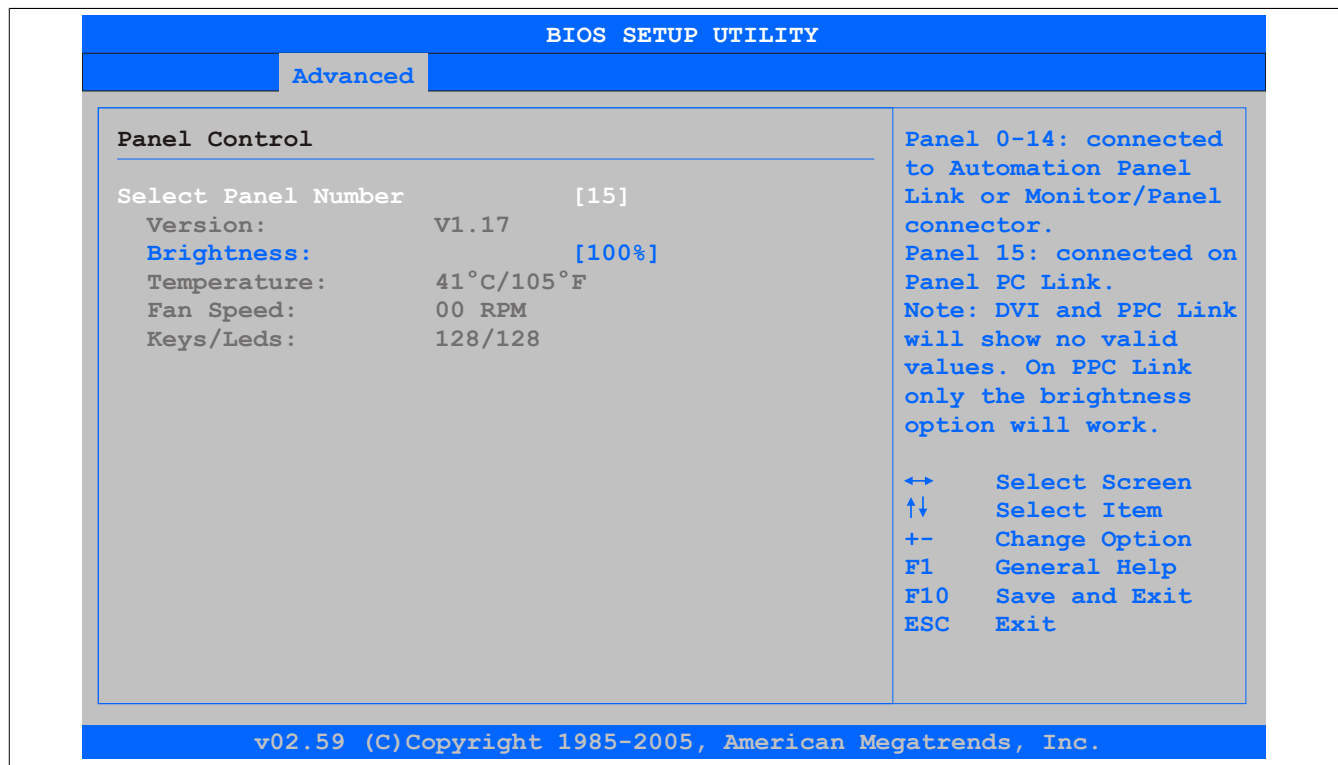 BIOS SETUP UTILITY
Advanced
Panel Control
Select Panel Number [15]
Version: V1.17
Brightness: [100%]
Temperature: 41°C/105°F
Fan Speed: 00 RPM
Keys/Leds: 128/128
Panel 0-14: connected
to Automation Panel
Link or Monitor/Panel
connector.
Panel 15: connected on
Panel PC Link.
Note: DVI and PPC Link
will show no valid
values. On PPC Link
only the brightness
option will work.
↔ Select Screen
↑↓ Select Item
+- Change Option
F1 General Help
F10 Save and Exit
ESC Exit
v02.59 (C)Copyright 1985-2005, American Megatrends, Inc.